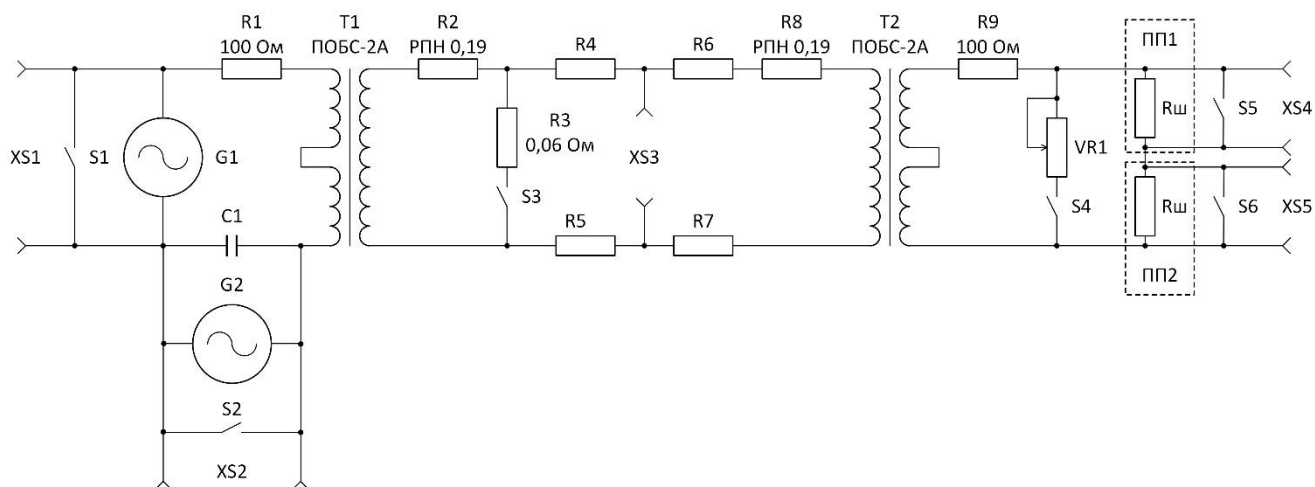 R1
100 Ом
T1
ПОБС-2А
R2
РПН 0,19
R4
R6
R8
РПН 0,19
T2
ПОБС-2А
R9
100 Ом
ПП1
XS1
S1
G1
R3
0,06 Ом
XS3
VR1
Rш
S5
XS4
C1
S3
R5
R7
S4
Rш
S6
XS5
G2
ПП2
S2
XS2